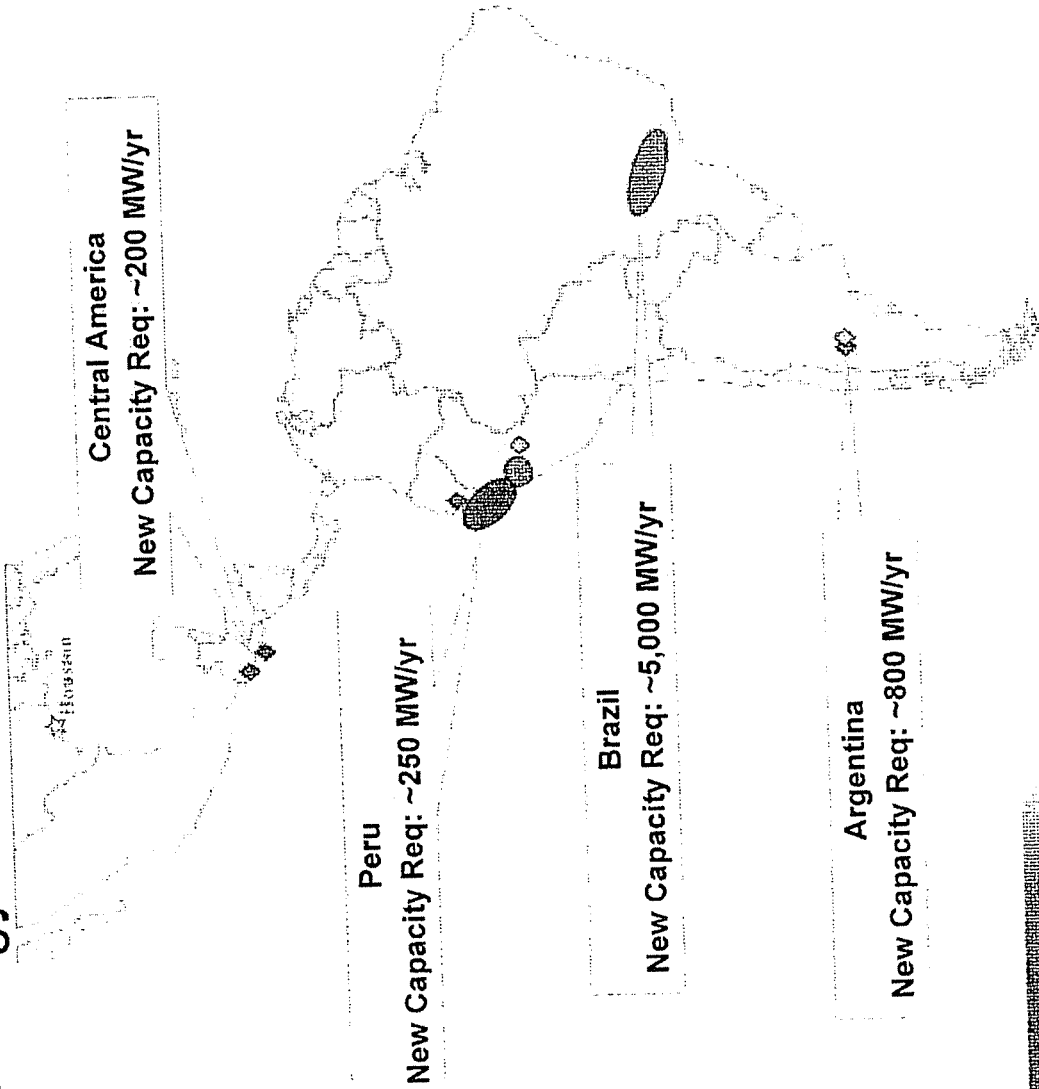 Houston
Central America
New Capacity Req: ~200 MW/yr
Peru
New Capacity Req: ~250 MW/yr
Brazil
New Capacity Req: ~5,000 MW/yr
Argentina
New Capacity Req: ~800 MW/yr